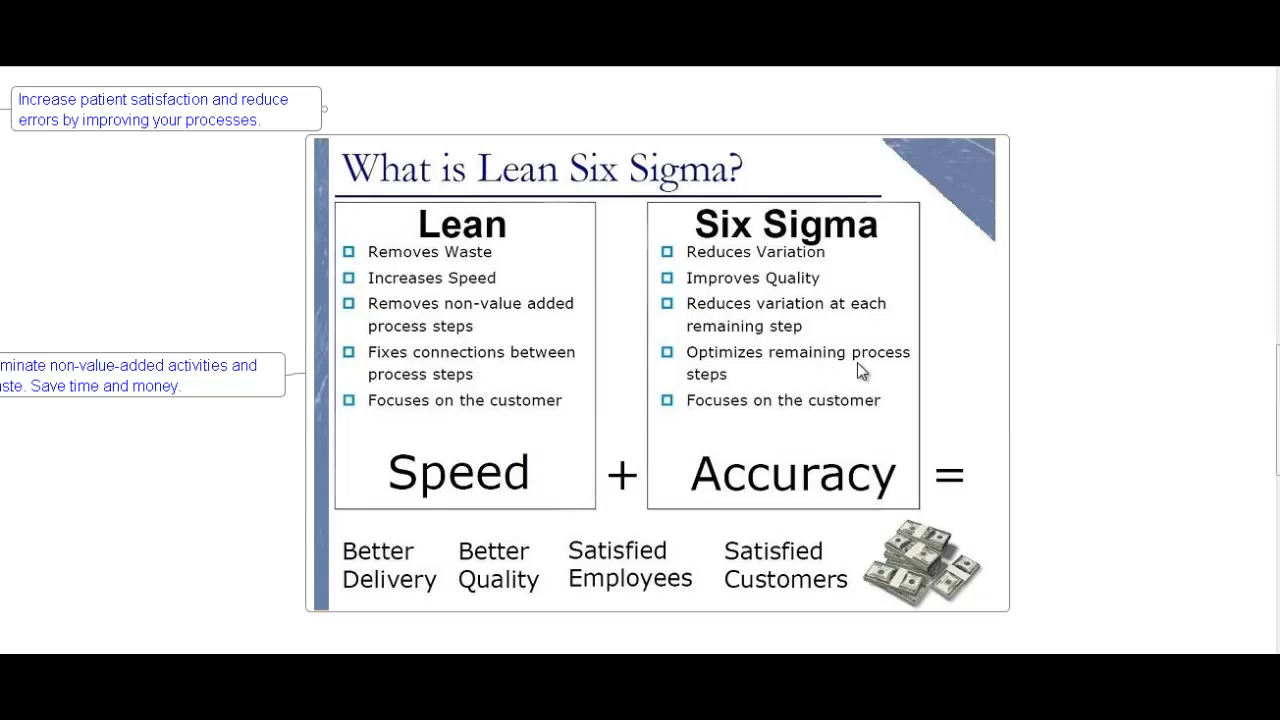 Increase patient satisfaction and reduce
errors by improving your processes.
What is Lean Six Sigma?
Lean
Removes Waste
Increases Speed
Removes non-value added
process steps
Fixes connections between
process steps
Focuses on the customer
Speed
+
Six Sigma
Reduces Variation
Improves Quality
Reduces variation at each
remaining step
Optimizes remaining process
steps
Focuses on the customer
Accuracy
=
non-value-added activities and
Save time and money.
Better
Delivery
Better
Quality
Satisfied
Employees
Satisfied
Customers